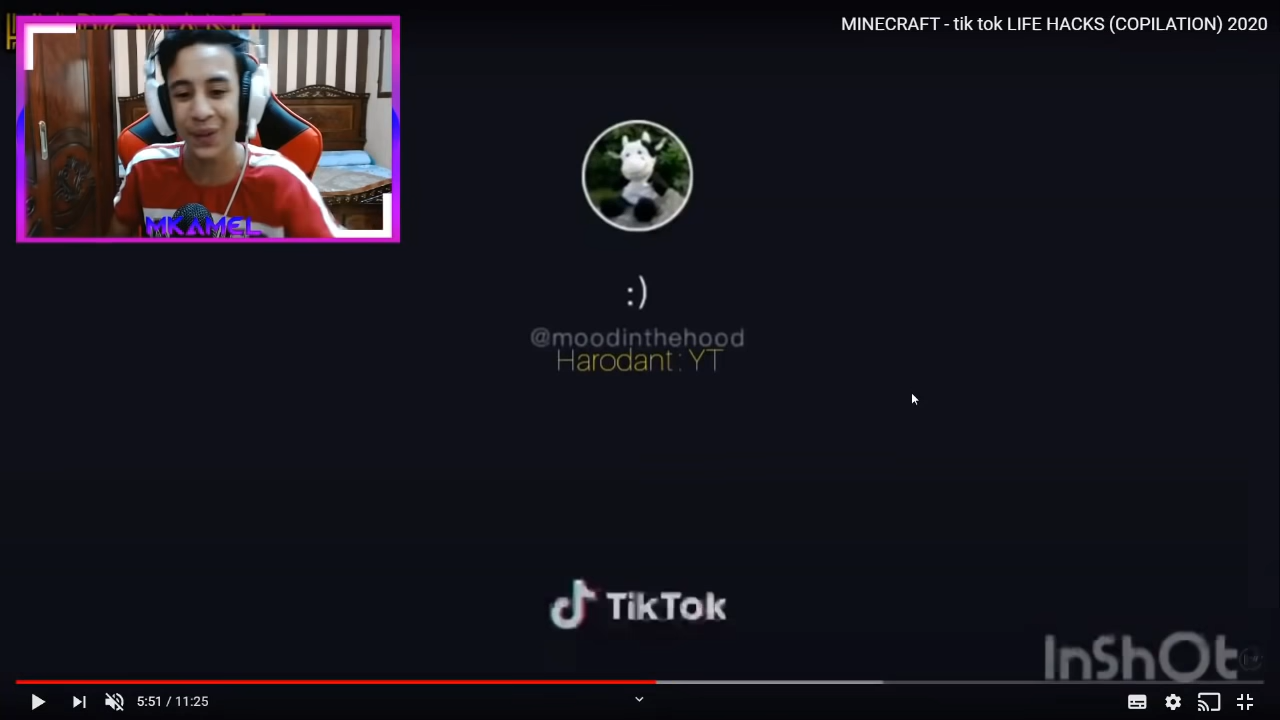 MINECRAFT - tik tok LIFE HACKS (COPILATION) 2020
MKAMEL
:)
@moodinthehood
Harodant : YT
TikTok
InShOt
5:51 / 11:25